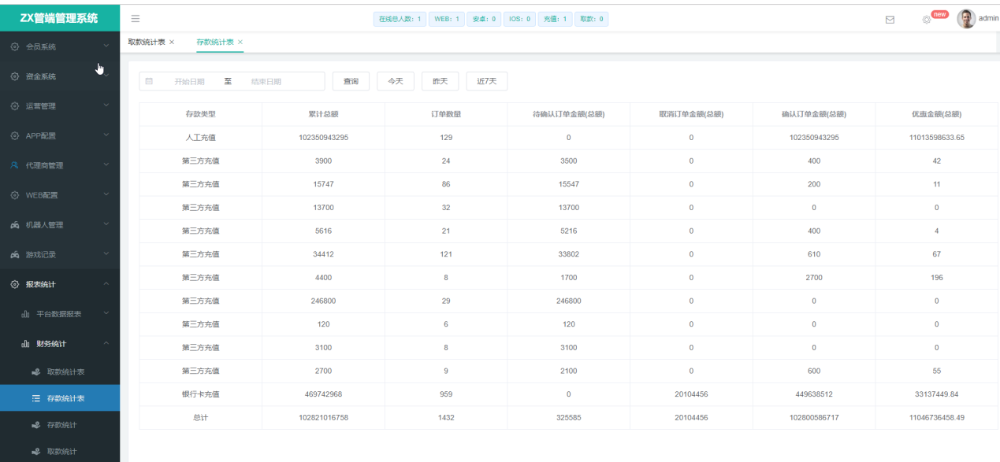 ZX管端管理系统
在线总人数: 1 WEB: 1 安卓: 0 IOS: 0 充值: 1 取款: 0
new
admin
取款统计表 × 存款统计表 ×
会员系统
资金系统
运营管理
APP配置
代理商管理
WEB配置
机器人管理
游戏记录
报表统计
平台数据报表
财务统计
取款统计表
存款统计表
存款统计
取款统计
开始日期 至 结束日期 查询 今天 昨天 近7天
存款类型 累计总额 订单数量 待确认订单金额(总额) 取消订单金额(总额) 确认订单金额(总额) 优惠金额(总额)
人工充值 102350943295 129 0 0 102350943295 11013598633.65
第三方充值 3900 24 3500 0 400 42
第三方充值 15747 86 15547 0 200 11
第三方充值 13700 32 13700 0 0 0
第三方充值 5616 21 5216 0 400 4
第三方充值 34412 121 33802 0 610 67
第三方充值 4400 8 1700 0 2700 196
第三方充值 246800 29 246800 0 0 0
第三方充值 120 6 120 0 0 0
第三方充值 3100 8 3100 0 0 0
第三方充值 2700 9 2100 0 600 55
银行卡充值 469742968 959 0 20104456 449638512 33137449.84
总计 102821016758 1432 325585 20104456 102800586717 11046736458.49